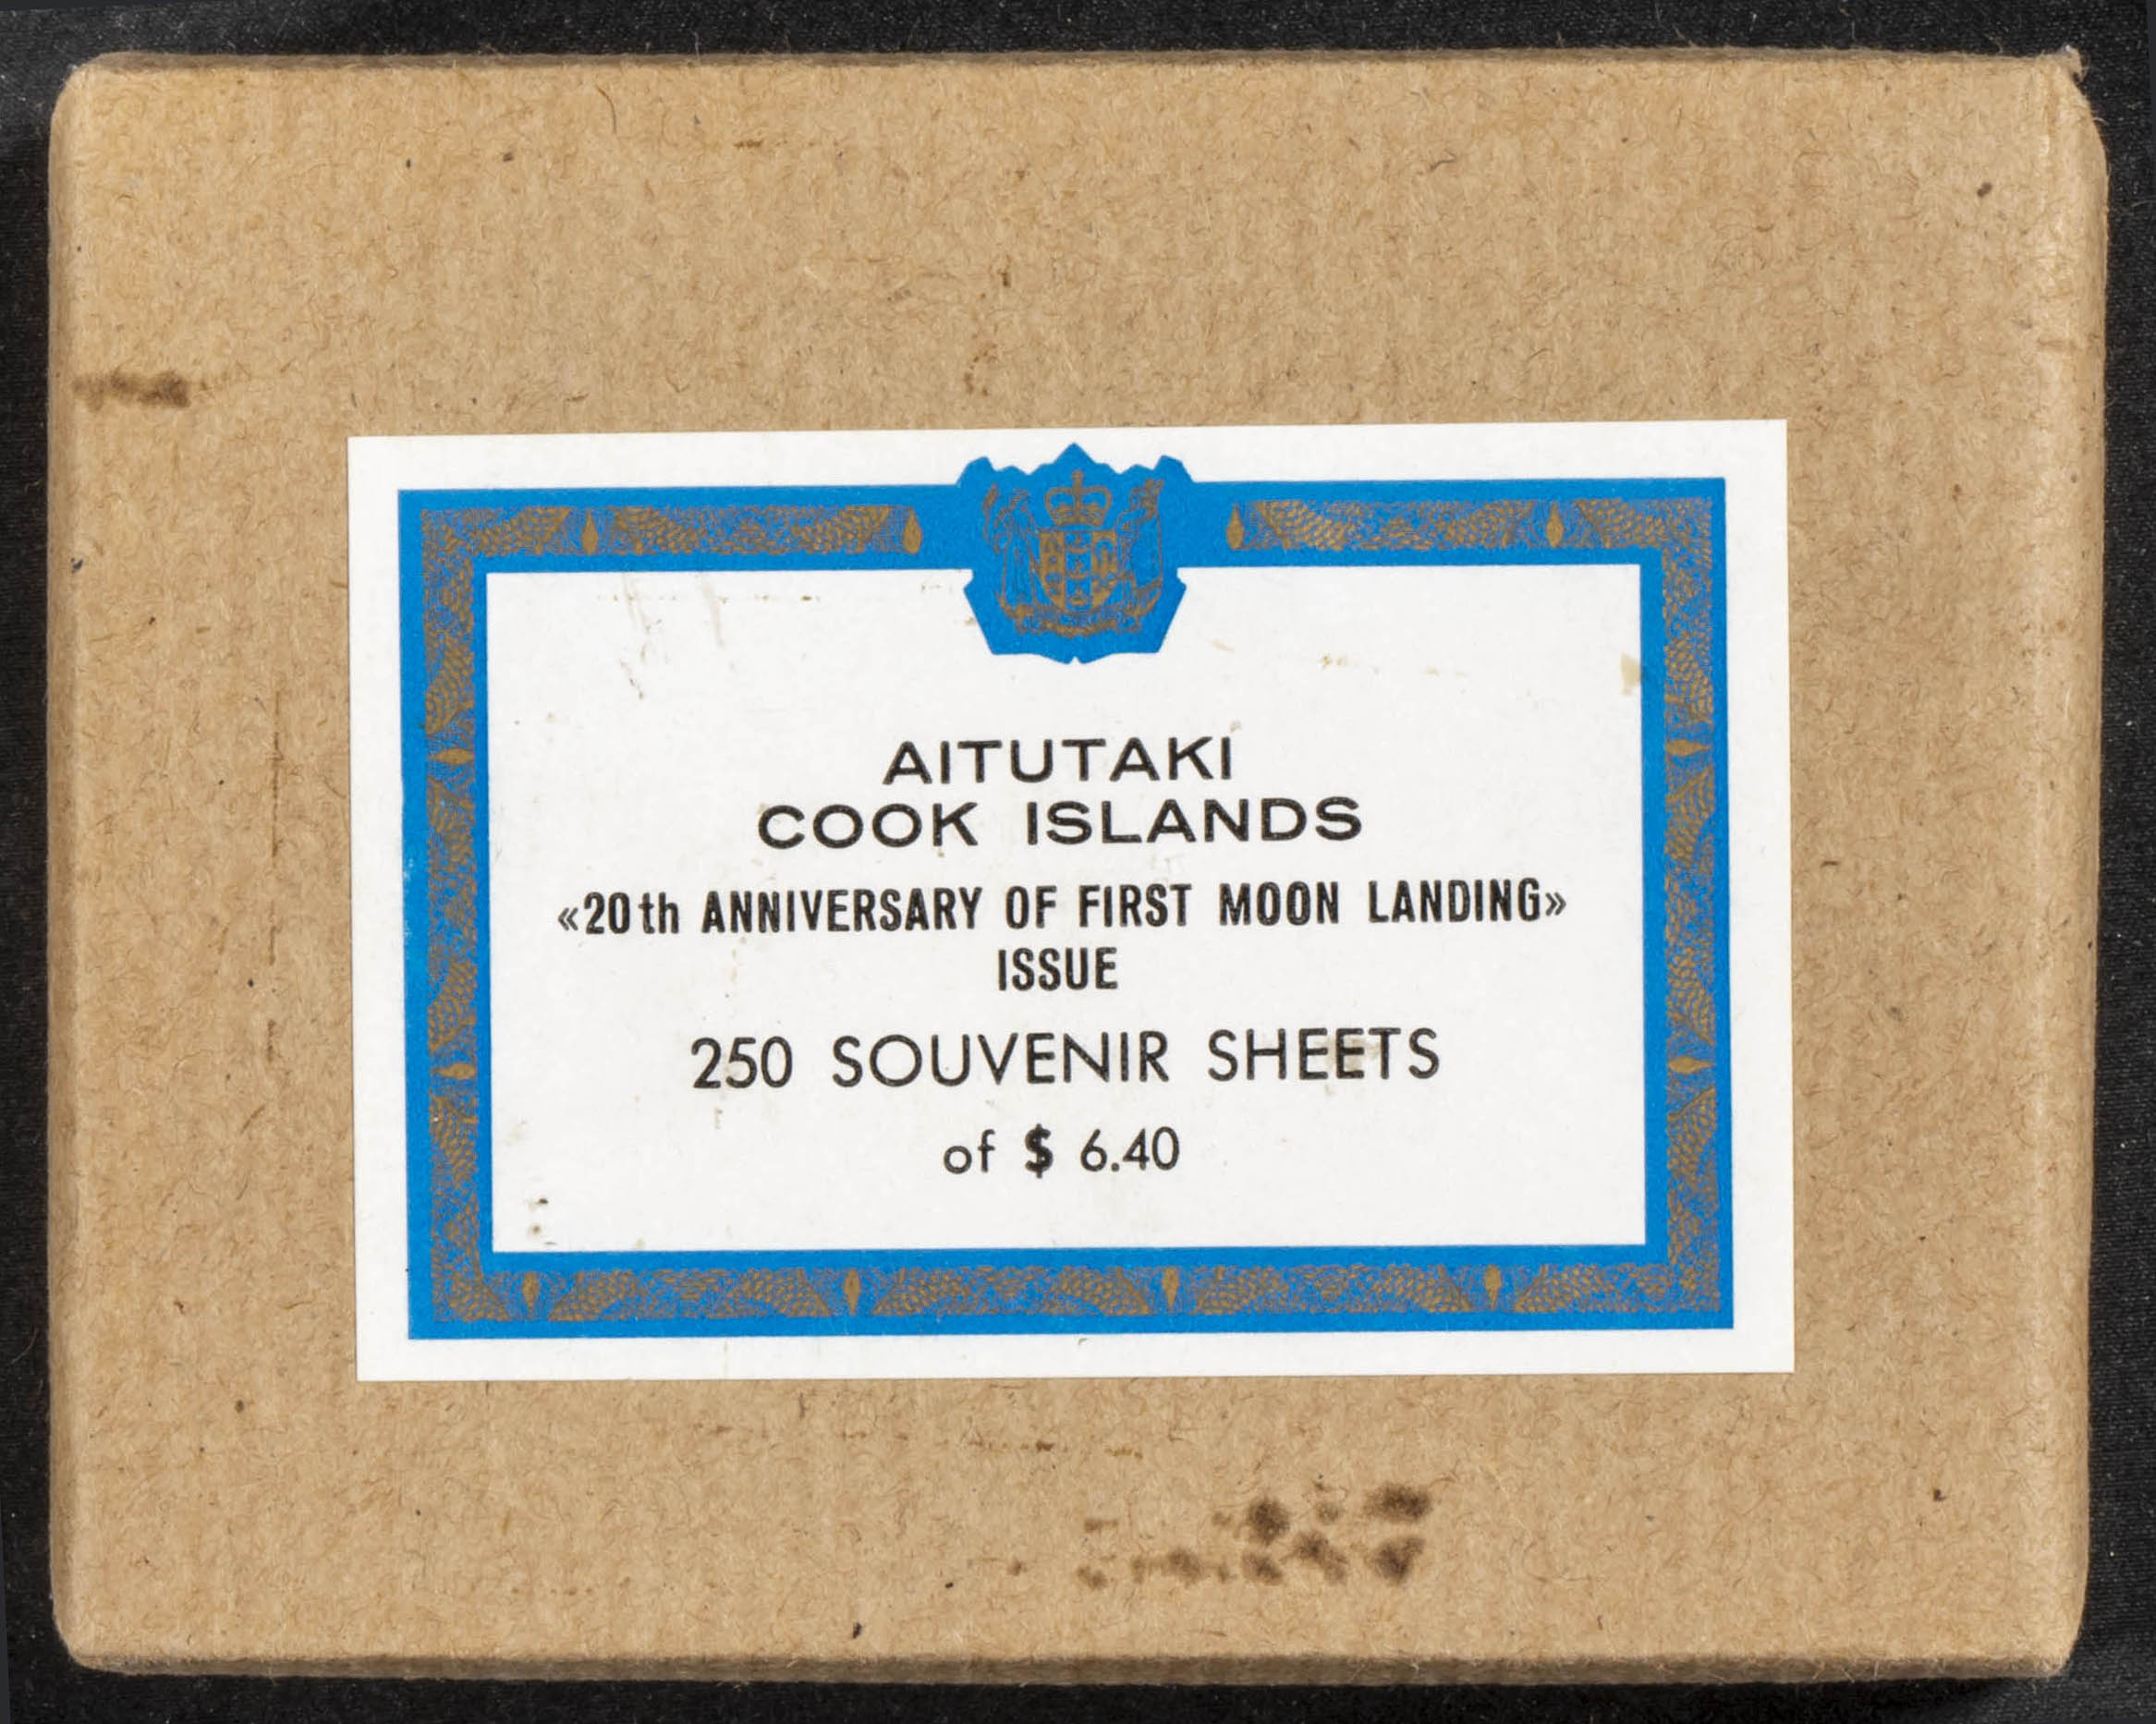 AITUTAKI
COOK ISLANDS
«20th ANNIVERSARY OF FIRST MOON LANDING»
ISSUE
250 SOUVENIR SHEETS
of $ 6.40